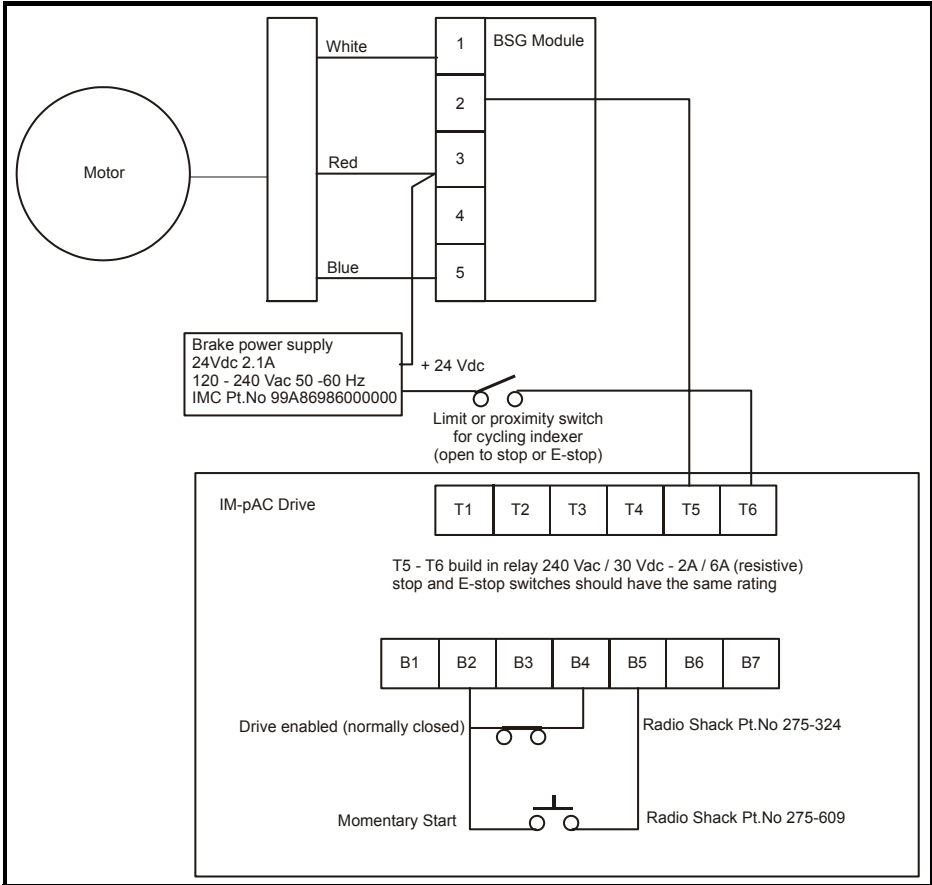 White
1
BSG Module
2
Motor
Red
3
4
Blue
5
Brake power supply
24Vdc 2.1A
120 - 240 Vac 50 -60 Hz
IMC Pt.No 99A86986000000
+ 24 Vdc
Limit or proximity switch
for cycling indexer
(open to stop or E-stop)
IM-pAC Drive
T1 T2 T3 T4 T5 T6
T5 - T6 build in relay 240 Vac / 30 Vdc - 2A / 6A (resistive)
stop and E-stop switches should have the same rating
B1 B2 B3 B4 B5 B6 B7
Drive enabled (normally closed)
Radio Shack Pt.No 275-324
Momentary Start
Radio Shack Pt.No 275-609